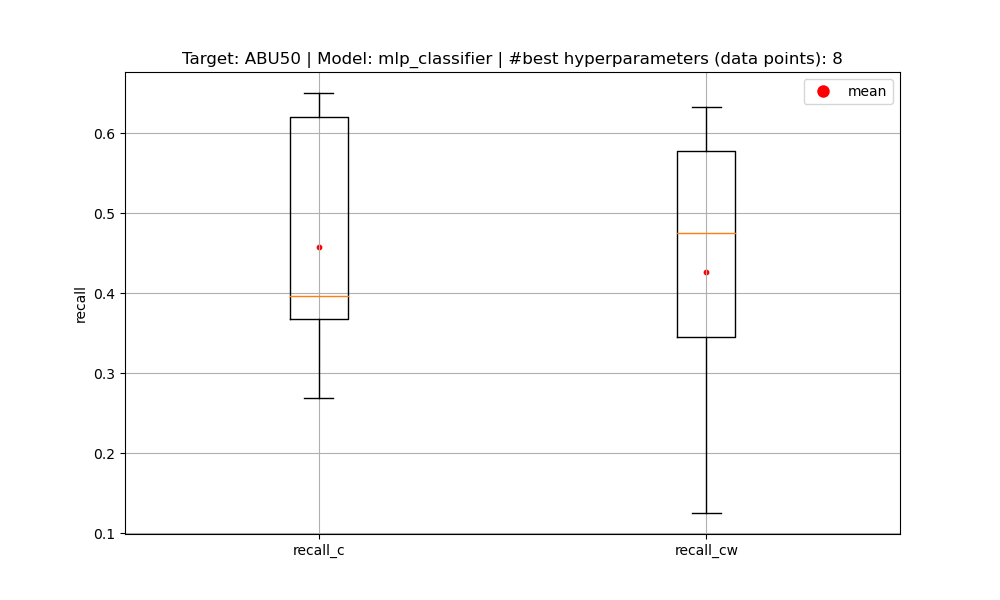 Target: ABU50 | Model: mlp_classifier | #best hyperparameters (data points): 8
mean
0.6
0.5
0.4
0.3
0.2
0.1
recall
recall_c
recall_cw